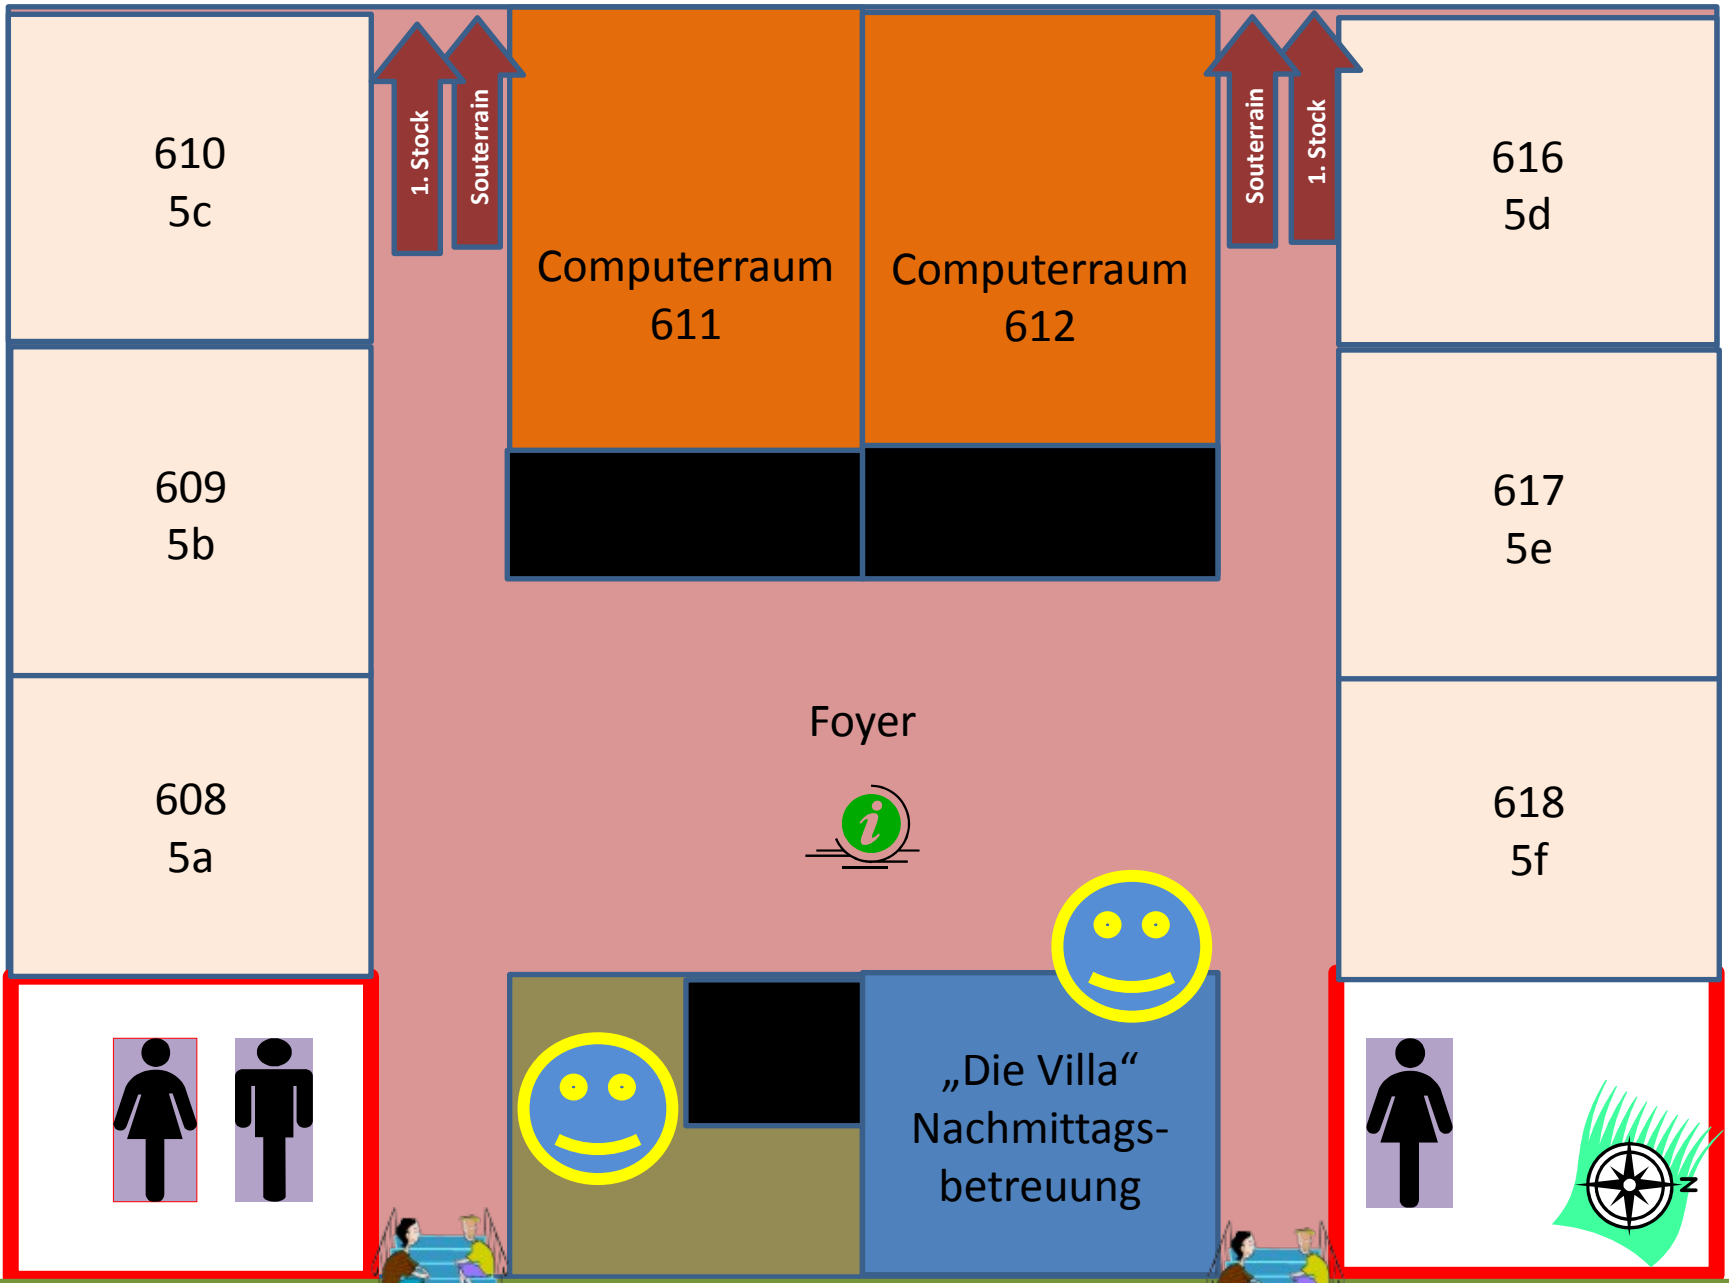 610
5c
1. Stock
Souterrain
Computerraum
611
Computerraum
612
Souterrain
1. Stock
616
5d
609
5b
617
5e
Foyer
608
5a
i
618
5f
„Die Villa“
Nachmittags-
betreuung
N